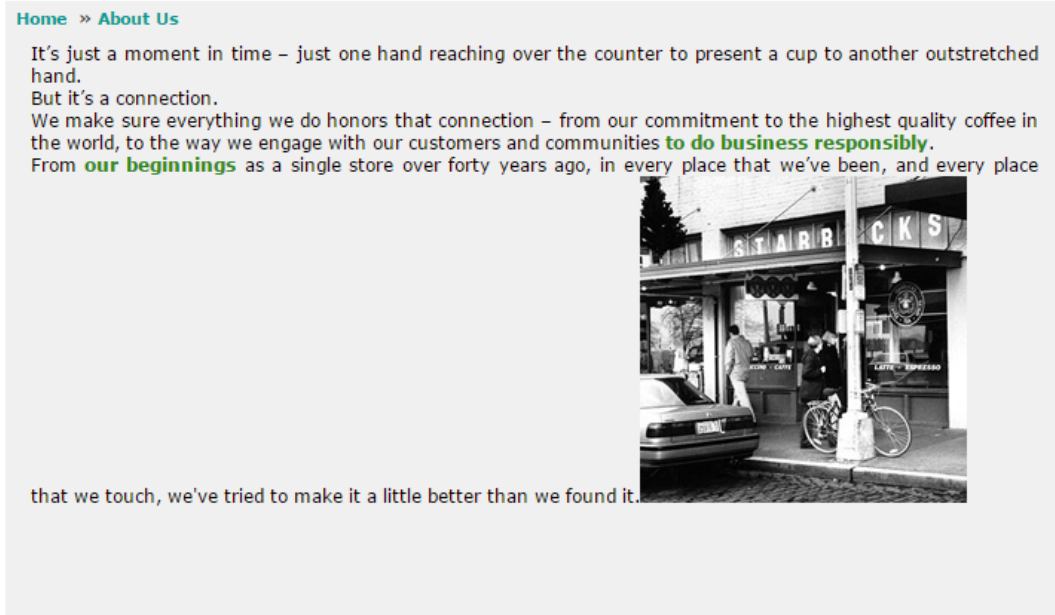 Home » About Us
It’s just a moment in time – just one hand reaching over the counter to present a cup to another outstretched
hand.
But it’s a connection.
We make sure everything we do honors that connection – from our commitment to the highest quality coffee in
the world, to the way we engage with our customers and communities to do business responsibly.
From our beginnings as a single store over forty years ago, in every place that we’ve been, and every place
STARBUCKS
LATTE - ESPRESSO
that we touch, we've tried to make it a little better than we found it.